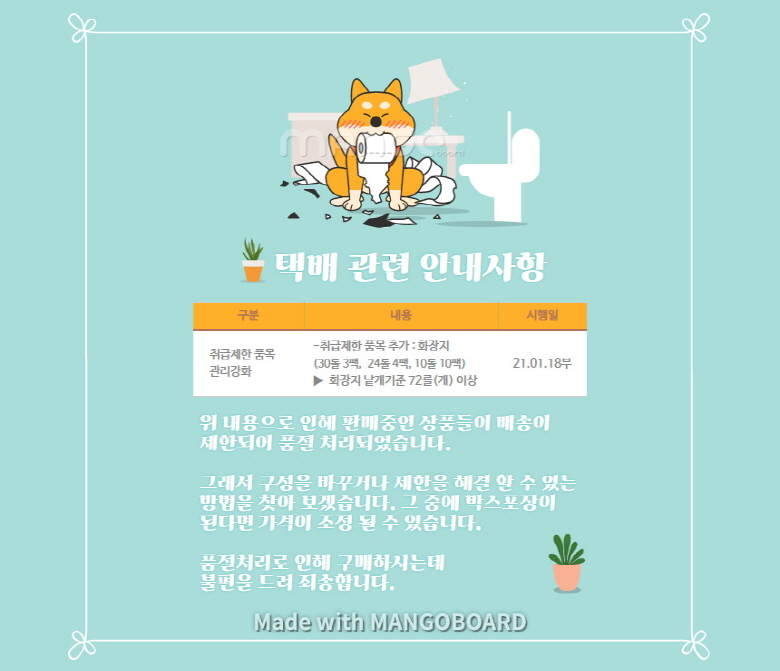 택배 관련 안내사항
구분 내용 시행일
취급제한 품목
관리강화
-취급제한 품목 추가 : 화장지
(30롤 3팩, 24롤 4팩, 10롤 10팩)
▶ 화장지 낱개기준 72롤(개) 이상
21.01.18부
위 내용으로 인해 판매중인 상품들이 배송이
제한되어 품절 처리되었습니다.
그래서 구성을 바꾸거나 제한을 해결 할 수 있는
방법을 찾아 보겠습니다. 그 중에 박스포장이
된다면 가격이 조정 될 수 있습니다.
품절처리로 인해 구매하시는데
불편을 드려 죄송합니다.
Made with MANGOBOARD